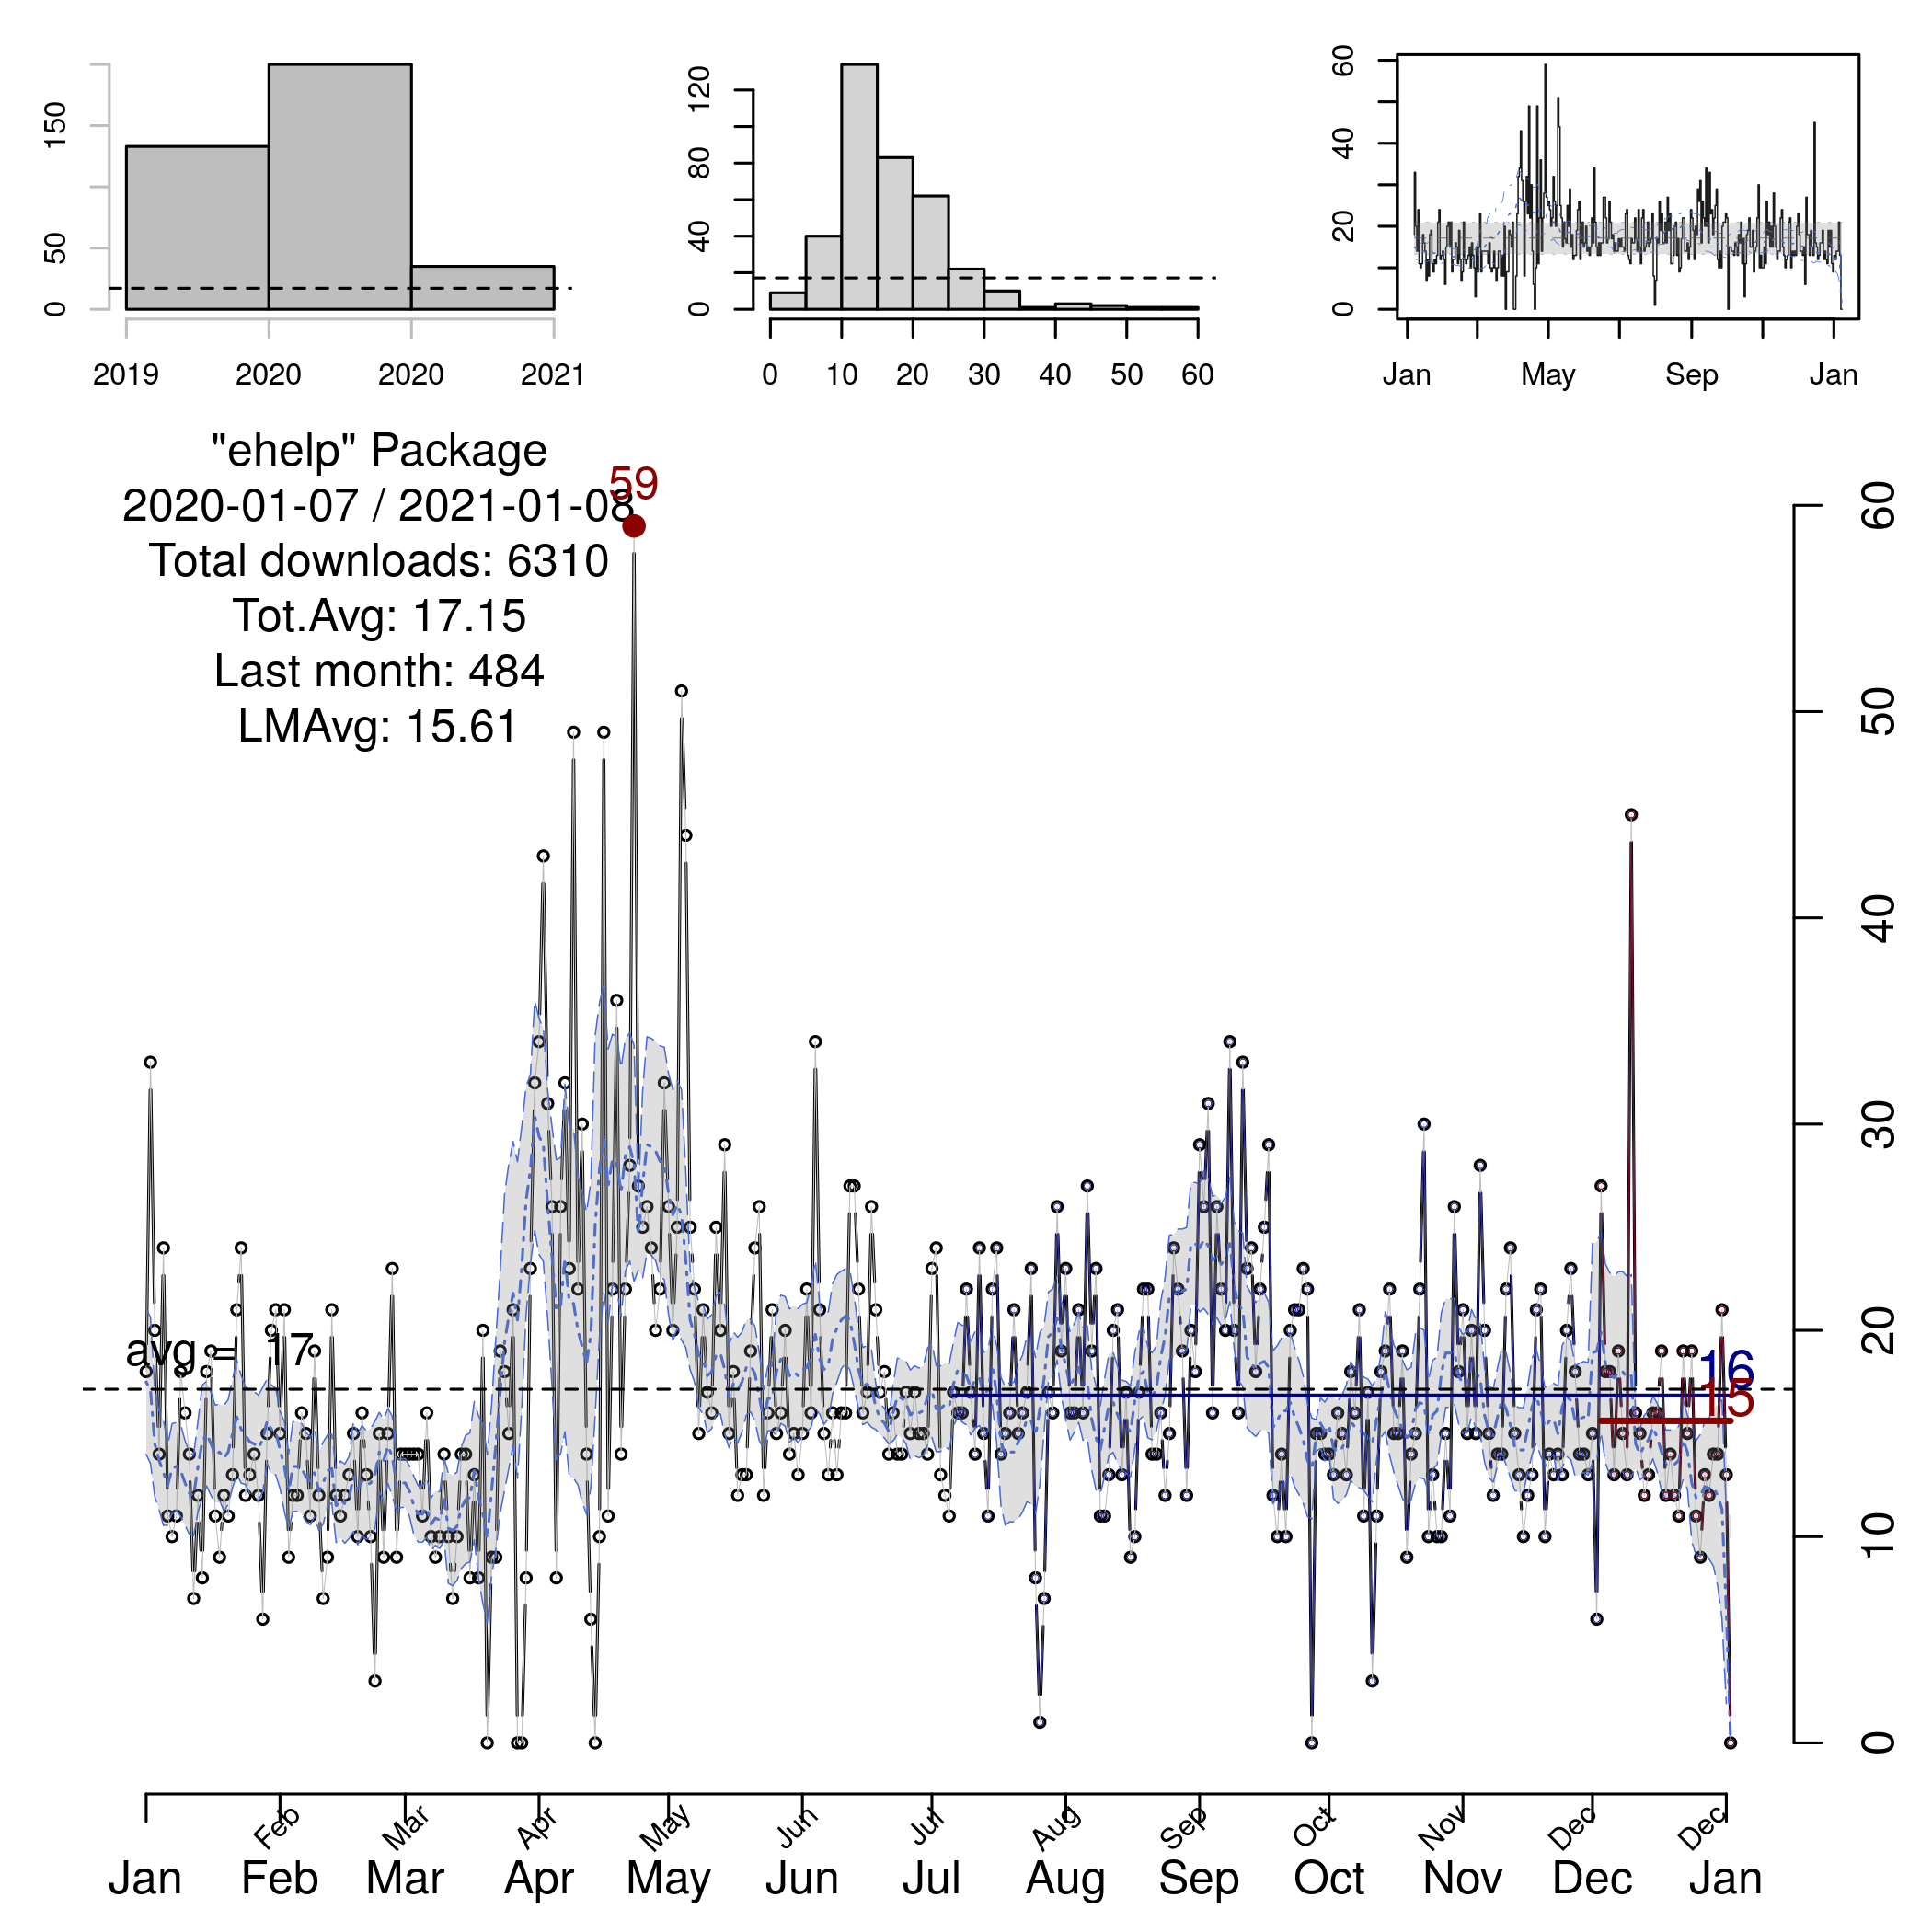 150
50
0
2019 2020 2020 2021
120
80
40
0
0 10 20 30 40 50 60
60
40
20
0
Jan May Sep Jan
"ehelp" Package
2020-01-07 / 2021-01-08
Total downloads: 6310
Tot.Avg: 17.15
Last month: 484
LMAvg: 15.61
59
avg = 17
16
15
60
50
40
30
20
10
0
Feb Mar Apr May Jun Jul Aug Sep Oct Nov Dec Dec
Jan Feb Mar Apr May Jun Jul Aug Sep Oct Nov Dec Jan